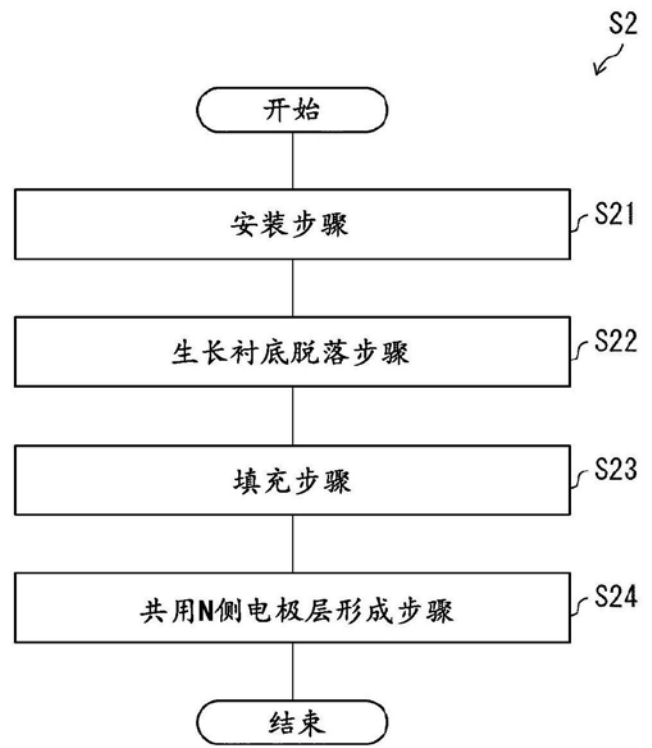 S2
开始
安装步骤
S21
生长衬底脱落步骤
S22
填充步骤
S23
共用N侧电极层形成步骤
S24
结束